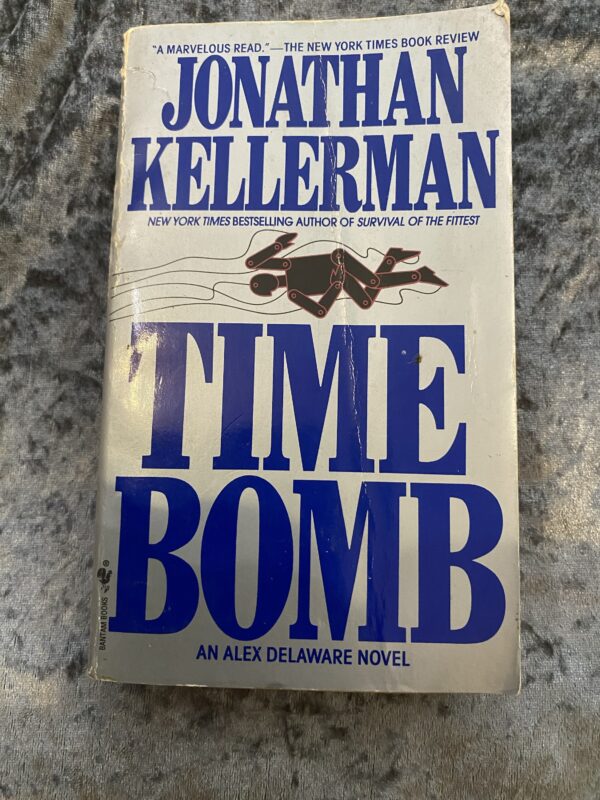 "A MARVELOUS READ."—THE NEW YORK TIMES BOOK REVIEW
JONATHAN
KELLERMAN
NEW YORK TIMES BESTSELLING AUTHOR OF SURVIVAL OF THE FITTEST
TIME
BOMB
AN ALEX DELAWARE NOVEL
BANTAM BOOKS ®